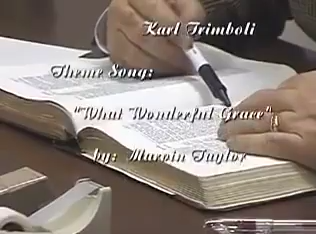 Karl Trimboli
Theme Song:
"What Wonderful Grace"
by: Marvin Taylor